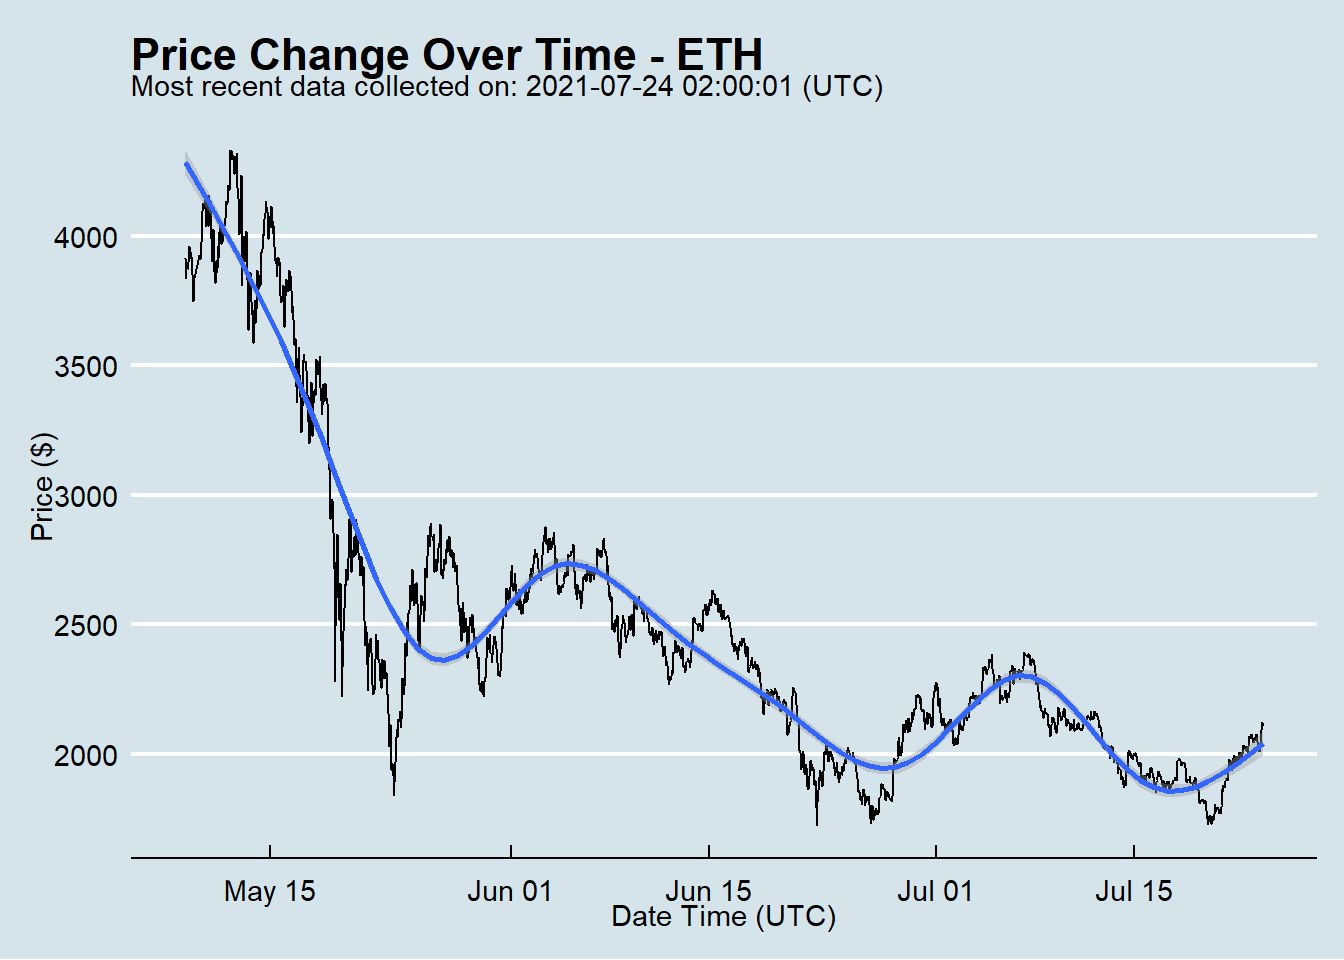 Price Change Over Time - ETH
Most recent data collected on: 2021-07-24 02:00:01 (UTC)
4000
3500
3000
2500
2000
Price ($)
May 15
Jun 01
Jun 15
Jul 01
Jul 15
Date Time (UTC)